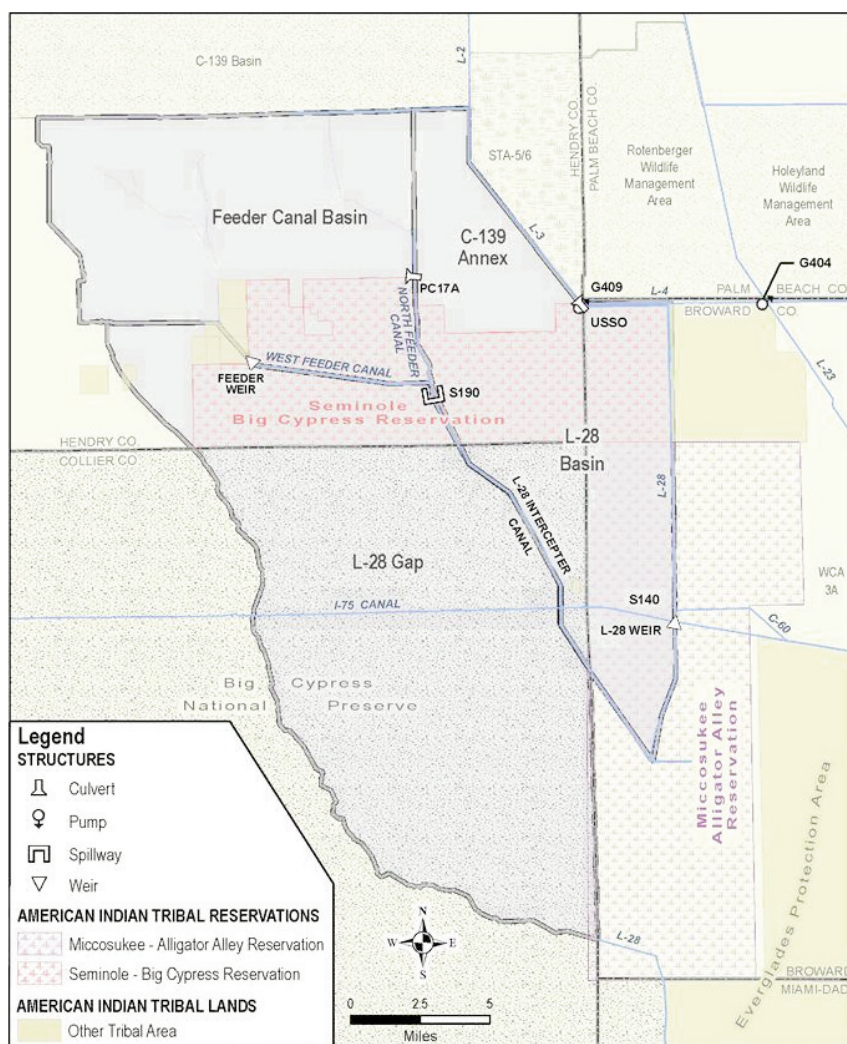 C-139 Basin
L-2
HENDRY CO.
PALM BEACH CO.
STA-5/6
Rotenberger
Wildlife
Management
Area
Holeyland
Wildlife
Management
Area
Feeder Canal Basin
C-139
Annex
L-3
G404
PC17A
G409
L-4
PALM BEACH CO.
USSO
BROWARD CO.
NORTH FEEDER
CANAL
L-23
WEST FEEDER CANAL
FEEDER
WEIR
S190
Seminole
Big Cypress Reservation
HENDRY CO.
COLLIER CO.
L-28
Basin
L-28
L-28 INTERCEPTER
CANAL
L-28 Gap
WCA
3A
I-75 CANAL
S140
L-28 WEIR
C-60
Big Cypress
National Preserve
Miccosukee
Alligator Alley
Reservation
Everglades Protection Area
L-28
BROWARD
MIAMI-DAD
Legend
STRUCTURES
Culvert
Pump
Spillway
Weir
AMERICAN INDIAN TRIBAL RESERVATIONS
Miccosukee - Alligator Alley Reservation
Seminole - Big Cypress Reservation
AMERICAN INDIAN TRIBAL LANDS
Other Tribal Area
N
W E
S
0 2.5 5
Miles